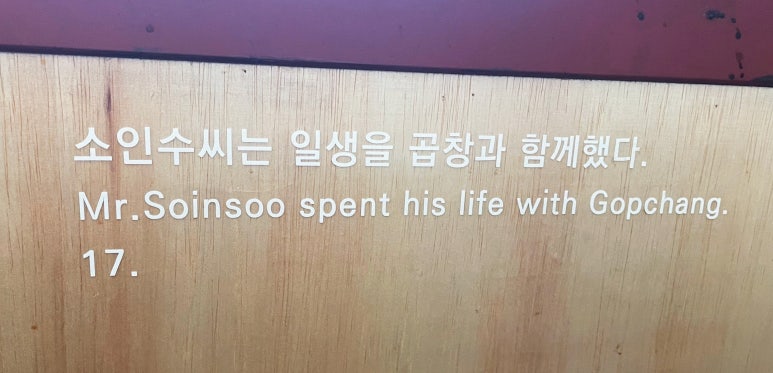 소인수씨는 일생을 곱창과 함께했다.
Mr.Soinsoo spent his life with Gopchang.
17.